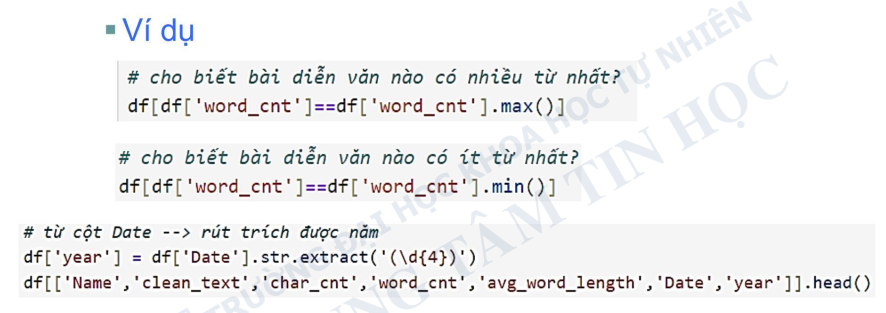 Ví dụ
# cho biết bài diễn văn nào có nhiều từ nhất?
df[df['word_cnt']==df['word_cnt'].max()]
# cho biết bài diễn văn nào có ít từ nhất?
df[df['word_cnt']==df['word_cnt'].min()]
# từ cột Date --> rút trích được năm
df['year'] = df['Date'].str.extract('(\d{4})')
df[['Name','clean_text','char_cnt','word_cnt','avg_word_length','Date','year']].head()
TRƯỜNG ĐẠI HỌC KHOA HỌC TỰ NHIÊN
TRUNG TÂM TIN HỌC